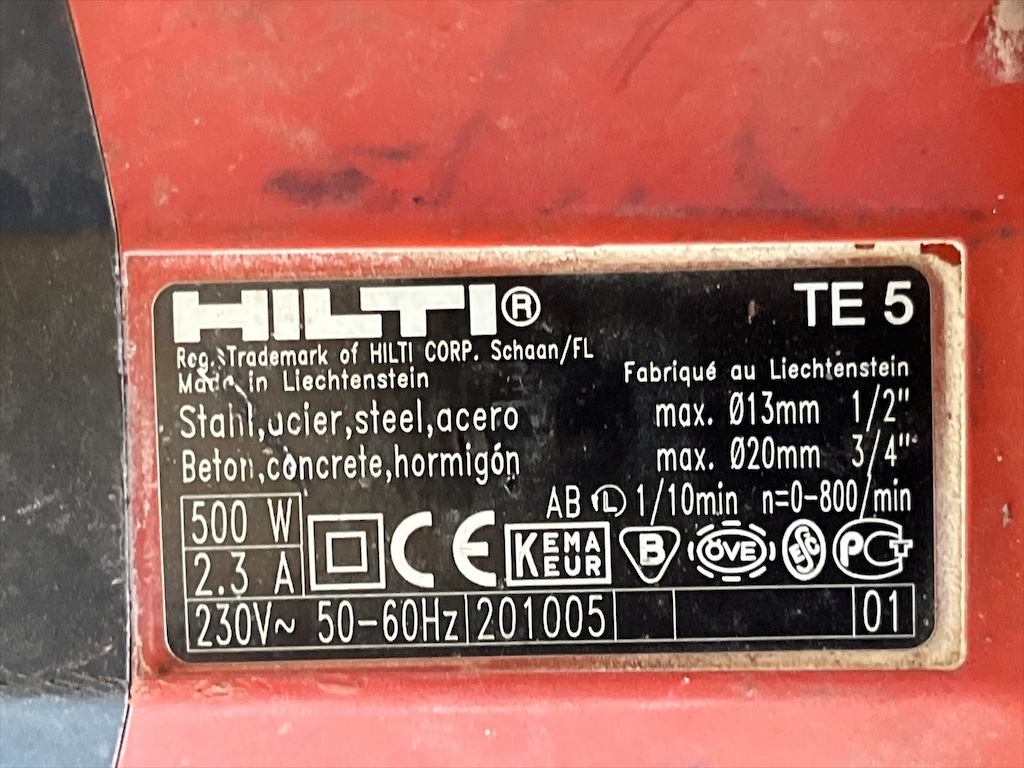 HILTI® TE 5
Reg. Trademark of HILTI CORP. Schaan/FL
Made in Liechtenstein Fabriqué au Liechtenstein
Stahl,acier,steel,acero max. Ø13mm 1/2"
Beton,concrete,hormigón max. Ø20mm 3/4"
AB L 1/10min n=0-800/min
500 W
2.3 A
CE KEMA KEUR B ÖVE ESC PCT
230V~ 50-60Hz 201005 01